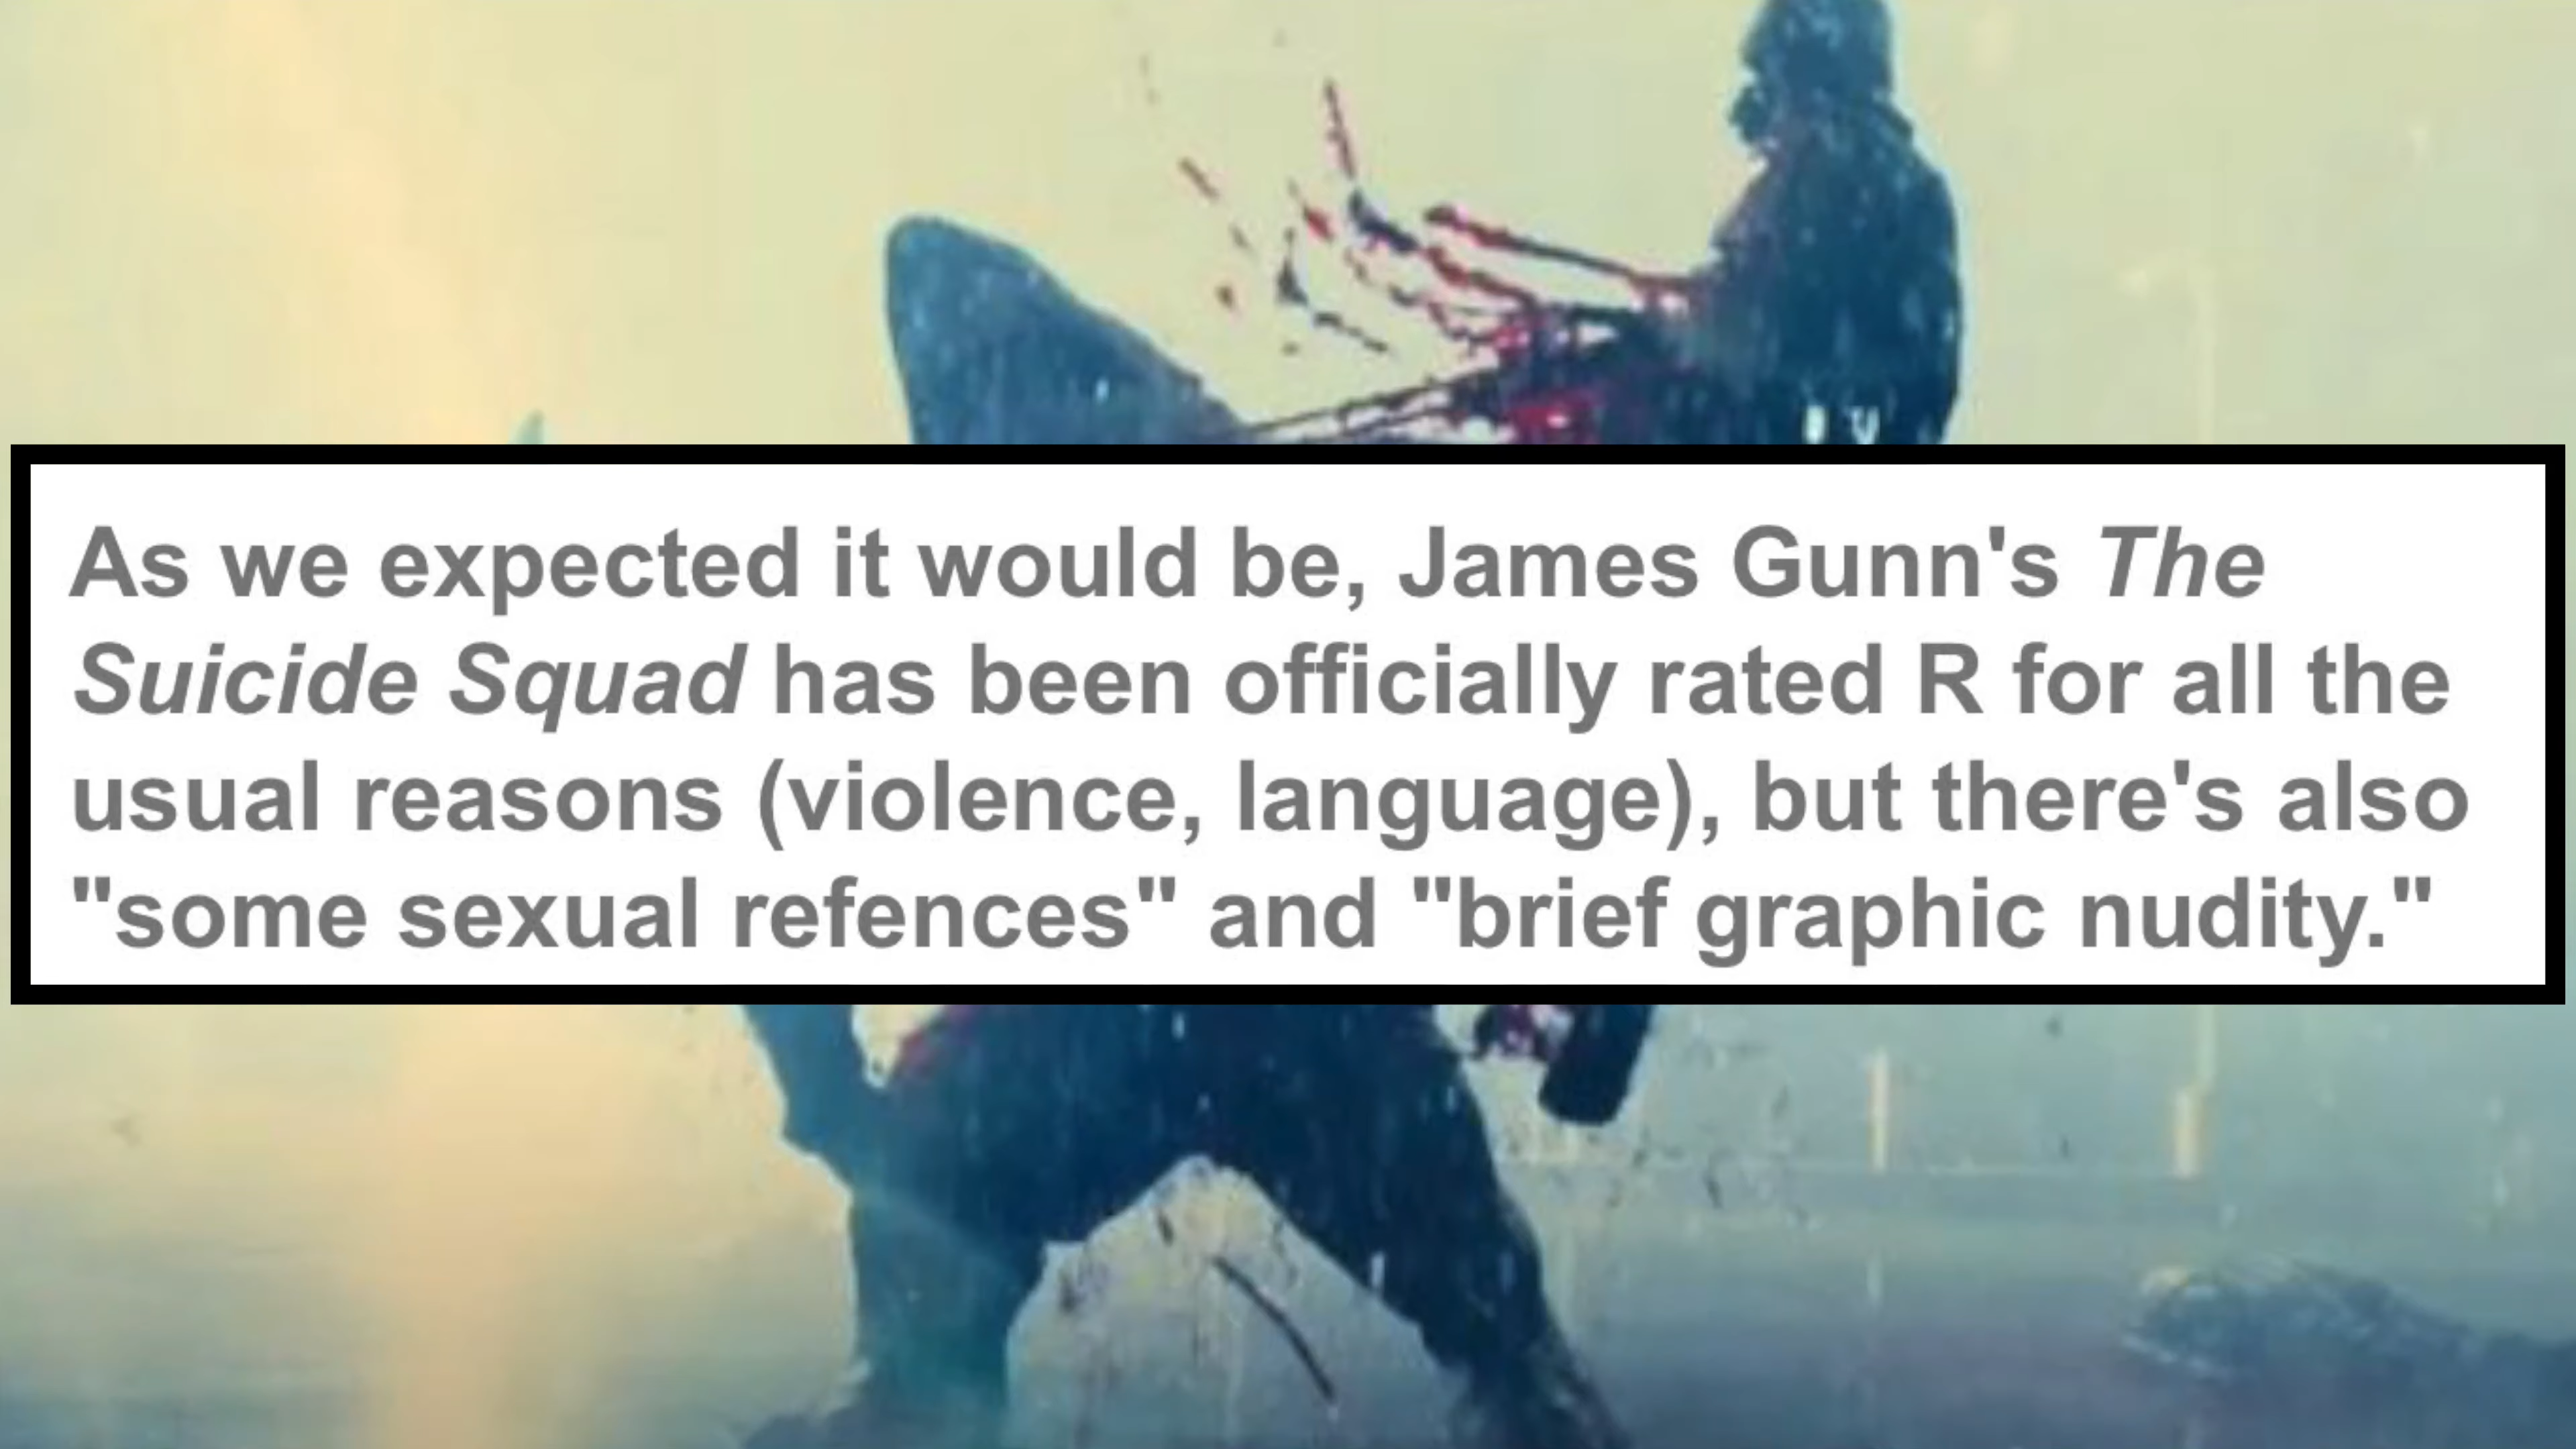 As we expected it would be, James Gunn's The
Suicide Squad has been officially rated R for all the
usual reasons (violence, language), but there's also
"some sexual refences" and "brief graphic nudity."